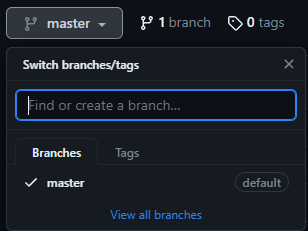 master 1 branch 0 tags
Switch branches/tags
Find or create a branch...
Branches Tags
master default
View all branches